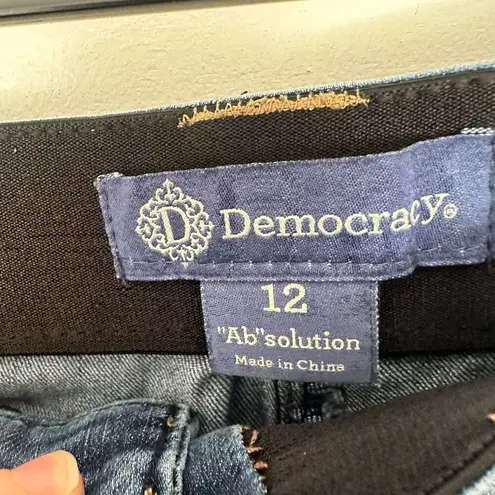 D Democracy®
12
"Ab"solution
Made in China